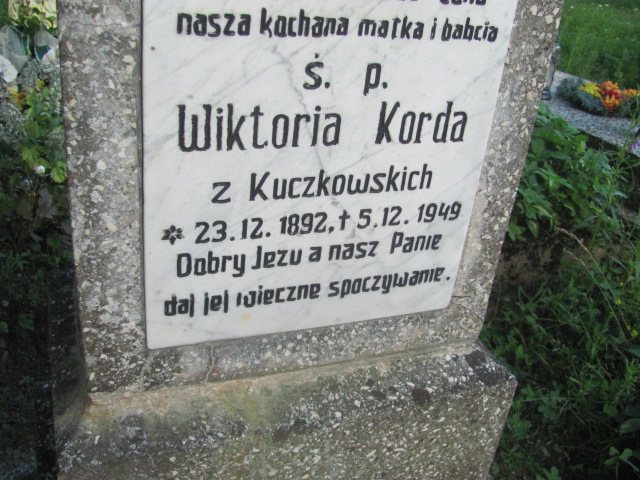 nasza kochana matka i babcia
Ś. p.
Wiktoria Korda
z Kuczkowskich
* 23.12.1892, † 5.12.1949
Dobry Jezu a nasz Panie
daj jej wieczne spoczywanie.